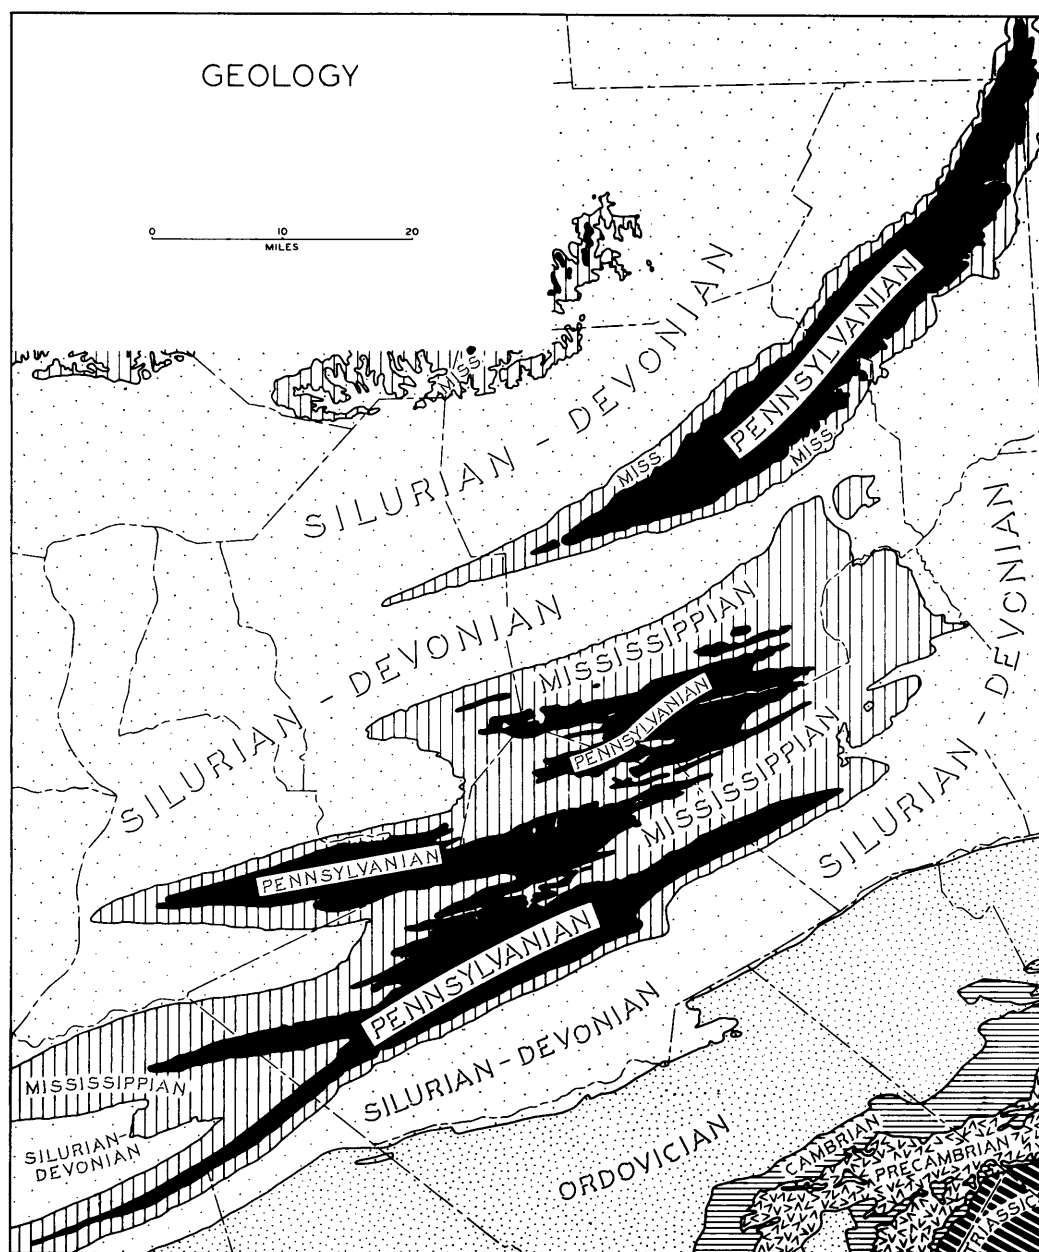 GEOLOGY
0 10 20
MILES
MISS.
SILURIAN - DEVONIAN
PENNSYLVANIAN
MISS.
MISS.
SILURIAN - DEVONIAN
MISSISSIPPIAN
PENNSYLVANIAN
MISSISSIPPIAN
SILURIAN - DEVONIAN
PENNSYLVANIAN
PENNSYLVANIAN
SILURIAN - DEVONIAN
MISSISSIPPIAN
SILURIAN-
DEVONIAN
ORDOVICIAN
CAMBRIAN
PRECAMBRIAN
TRIASSIC